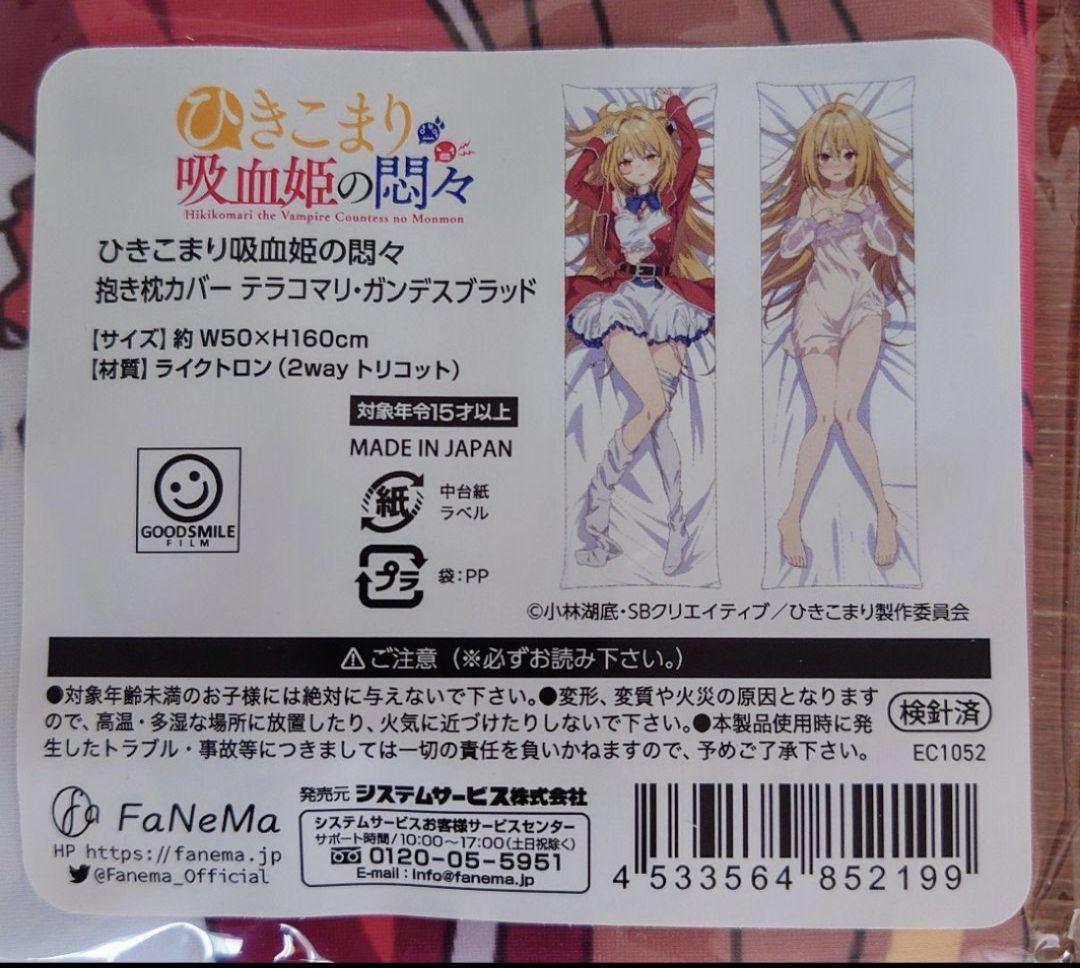 ひきこまり
吸血姫の悶々
Hikikomari the Vampire Countess no Monmon
ひきこまり吸血姫の悶々
抱き枕カバー テラコマリ・ガンデスブラッド
【サイズ】約 W50×H160cm
【材質】ライクトロン（2way トリコット）
対象年令15才以上
MADE IN JAPAN
GOODSMILE
FILM
紙
中台紙
ラベル
プラ
袋：PP
©小林湖底・SBクリエイティブ／ひきこまり製作委員会
ご注意（※必ずお読み下さい。）
●対象年齢未満のお子様には絶対に与えないで下さい。●変形、変質や火災の原因となります
ので、高温・多湿な場所に放置したり、火気に近づけたりしないで下さい。●本製品使用時に発
生したトラブル・事故等につきましては一切の責任を負いかねますので、予めご了承下さい。
検針済
EC1052
Fa FaNeMa
HP https://fanema.jp
@Fanema_Official
発売元 システムサービス株式会社
システムサービスお客様サービスセンター
サポート時間/10:00〜17:00（土日祝除く）
0120-05-5951
E-mail：info@fanema.jp
4 533564 852199